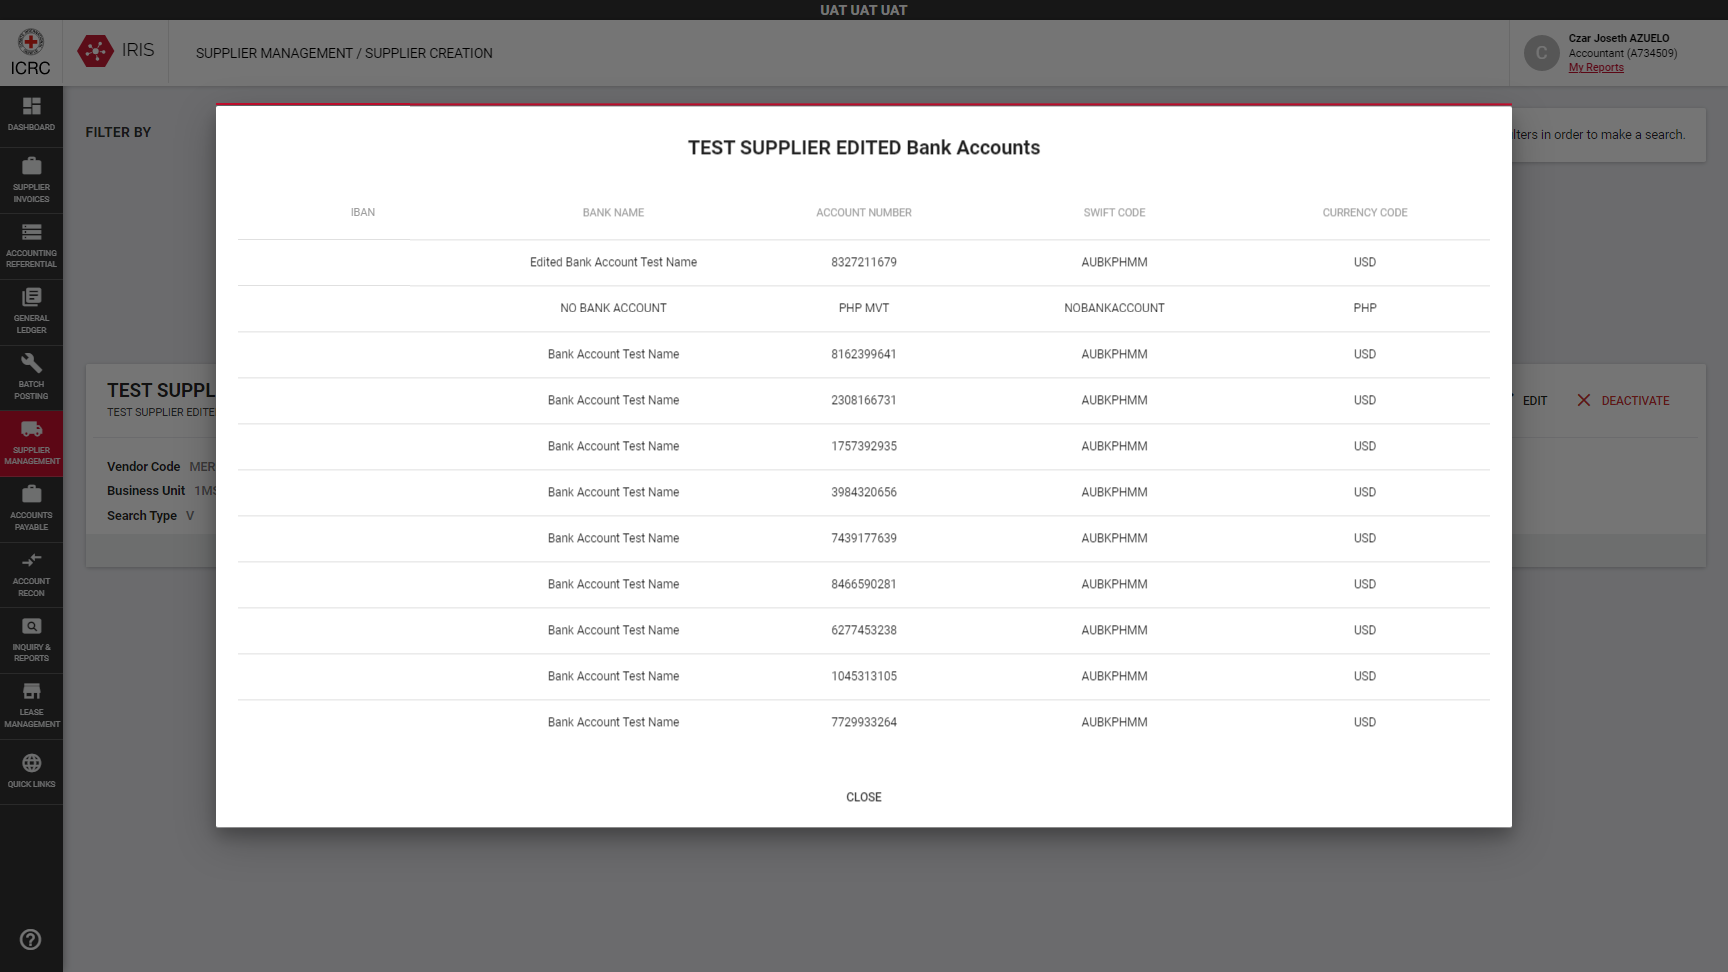 UAT UAT UAT
ICRC
IRIS
SUPPLIER MANAGEMENT / SUPPLIER CREATION
C
Czar Joseth AZUELO
Accountant (A734509)
My Reports
DASHBOARD
SUPPLIER
INVOICES
ACCOUNTING
REFERENTIAL
GENERAL
LEDGER
BATCH
POSTING
SUPPLIER
MANAGEMENT
ACCOUNTS
PAYABLE
ACCOUNT
RECON
INQUIRY &
REPORTS
LEASE
MANAGEMENT
QUICK LINKS
FILTER BY
in order to make a search.
TEST
TEST SUPPLIER
EDIT
DEACTIVATE
Vendor Code
Business Unit
Search Type V
TEST SUPPLIER EDITED Bank Accounts
IBAN BANK NAME ACCOUNT NUMBER SWIFT CODE CURRENCY CODE
Edited Bank Account Test Name 8327211679 AUBKPHMM USD
NO BANK ACCOUNT PHP MVT NOBANKACCOUNT PHP
Bank Account Test Name 8162399641 AUBKPHMM USD
Bank Account Test Name 2308166731 AUBKPHMM USD
Bank Account Test Name 1757392935 AUBKPHMM USD
Bank Account Test Name 3984320656 AUBKPHMM USD
Bank Account Test Name 7439177639 AUBKPHMM USD
Bank Account Test Name 8466590281 AUBKPHMM USD
Bank Account Test Name 6277453238 AUBKPHMM USD
Bank Account Test Name 1045313105 AUBKPHMM USD
Bank Account Test Name 7729933264 AUBKPHMM USD
CLOSE